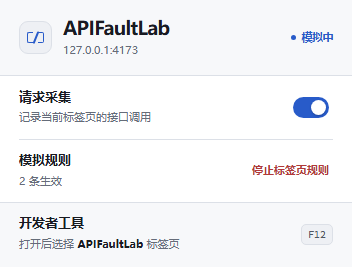 APIFaultLab
127.0.0.1:4173
模拟中
请求采集
记录当前标签页的接口调用
模拟规则
2 条生效
停止标签页规则
开发者工具
打开后选择 APIFaultLab 标签页
F12